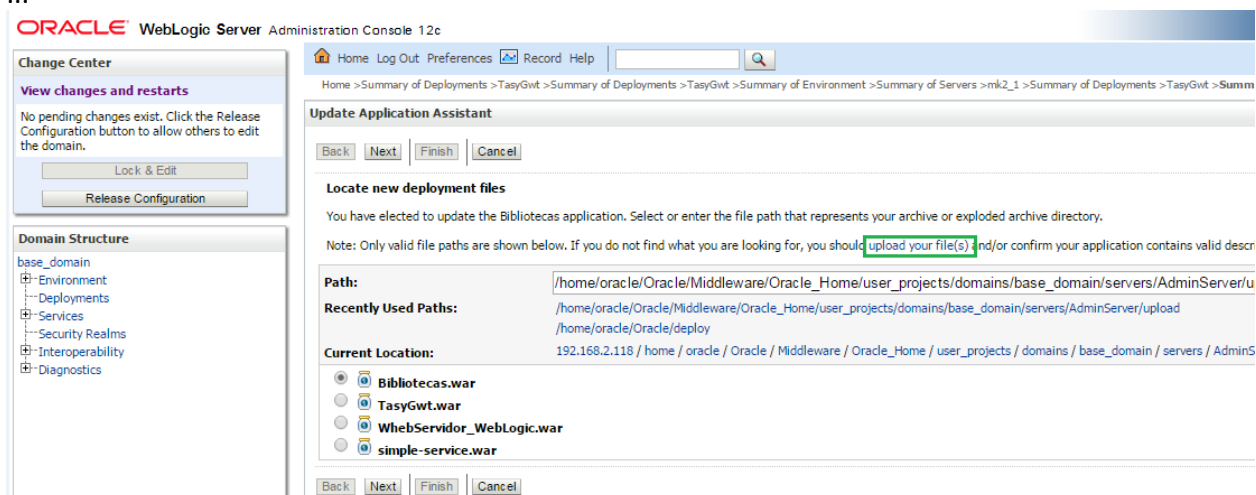 ...
ORACLE WebLogic Server Administration Console 12c
Change Center
View changes and restarts
No pending changes exist. Click the Release
Configuration button to allow others to edit
the domain.
Lock & Edit
Release Configuration
Domain Structure
base_domain
Environment
Deployments
Services
Security Realms
Interoperability
Diagnostics
Home Log Out Preferences Record Help
Home >Summary of Deployments >TasyGwt >Summary of Deployments >TasyGwt >Summary of Environment >Summary of Servers >mk2_1 >Summary of Deployments >TasyGwt >Summ
Update Application Assistant
Back Next Finish Cancel
Locate new deployment files
You have elected to update the Bibliotecas application. Select or enter the file path that represents your archive or exploded archive directory.
Note: Only valid file paths are shown below. If you do not find what you are looking for, you should upload your file(s) and/or confirm your application contains valid descri
Path: /home/oracle/Oracle/Middleware/Oracle_Home/user_projects/domains/base_domain/servers/AdminServer/u
Recently Used Paths: /home/oracle/Oracle/Middleware/Oracle_Home/user_projects/domains/base_domain/servers/AdminServer/upload
/home/oracle/Oracle/deploy
Current Location: 192.168.2.118 / home / oracle / Oracle / Middleware / Oracle_Home / user_projects / domains / base_domain / servers / AdminS
Bibliotecas.war
TasyGwt.war
WhebServidor_WebLogic.war
simple-service.war
Back Next Finish Cancel